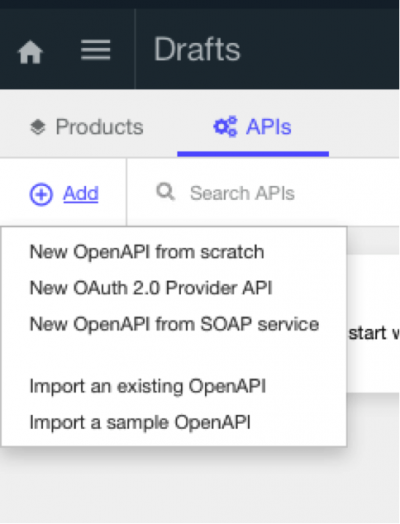 Drafts
Products
APIs
Add
Search APIs
New OpenAPI from scratch
New OAuth 2.0 Provider API
New OpenAPI from SOAP service
start
Import an existing OpenAPI
Import a sample OpenAPI